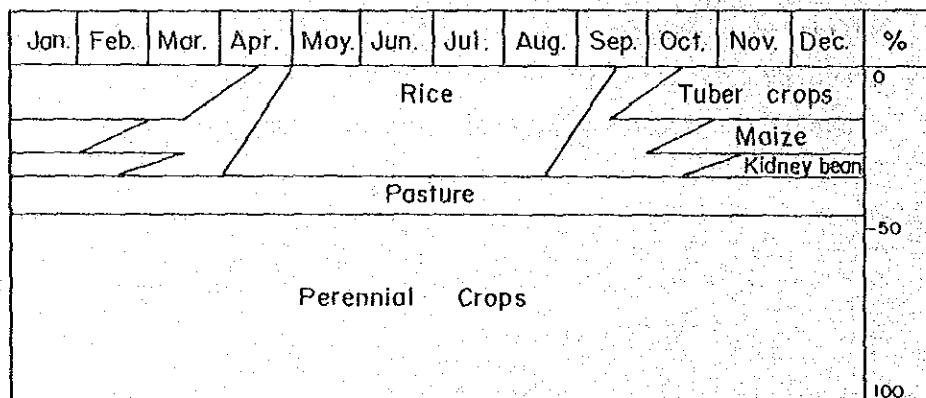 Jan. Feb. Mar. Apr. May. Jun. Jul. Aug. Sep. Oct. Nov. Dec. %
0
Rice Tuber crops
Maize
Kidney bean
Pasture
-50
Perennial Crops
100